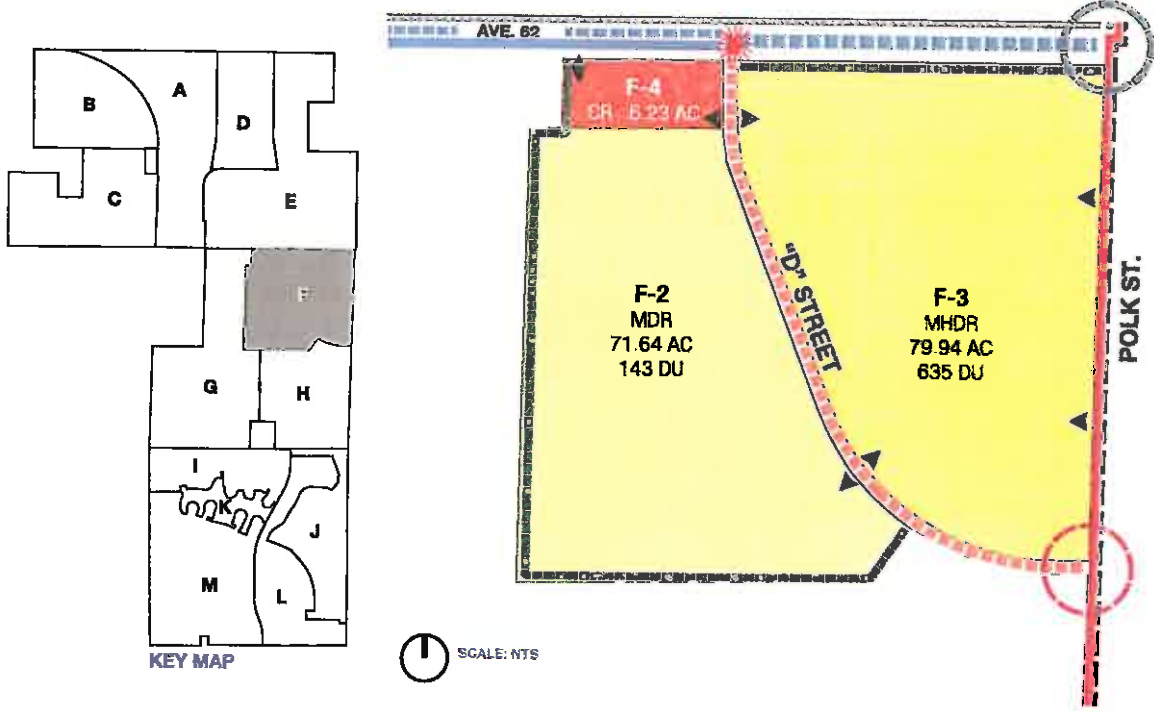 AVE. 62
F-4
CR 6.23 AC
B
A
D
C
E
F
G
H
I
K
J
M
L
KEY MAP
"D" STREET
F-2
MDR
71.64 AC
143 DU
F-3
MHDR
79.94 AC
635 DU
POLK ST.
SCALE: NTS